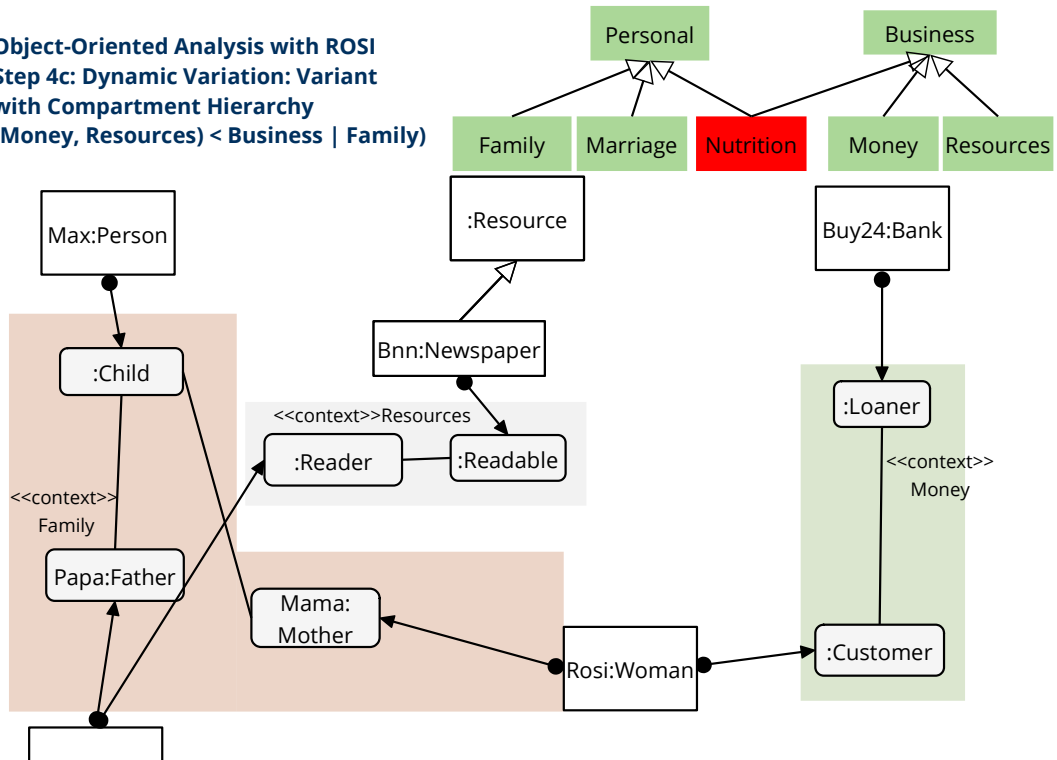 Object-Oriented Analysis with ROSI
Step 4c: Dynamic Variation: Variant
with Compartment Hierarchy
(Money, Resources) < Business | Family)
Personal
Business
Family
Marriage
Nutrition
Money
Resources
:Resource
Max:Person
Buy24:Bank
Bnn:Newspaper
:Child
:Loaner
<<context>>Resources
:Reader
:Readable
<<context>>
Money
<<context>>
Family
Papa:Father
Mama:
Mother
Rosi:Woman
:Customer